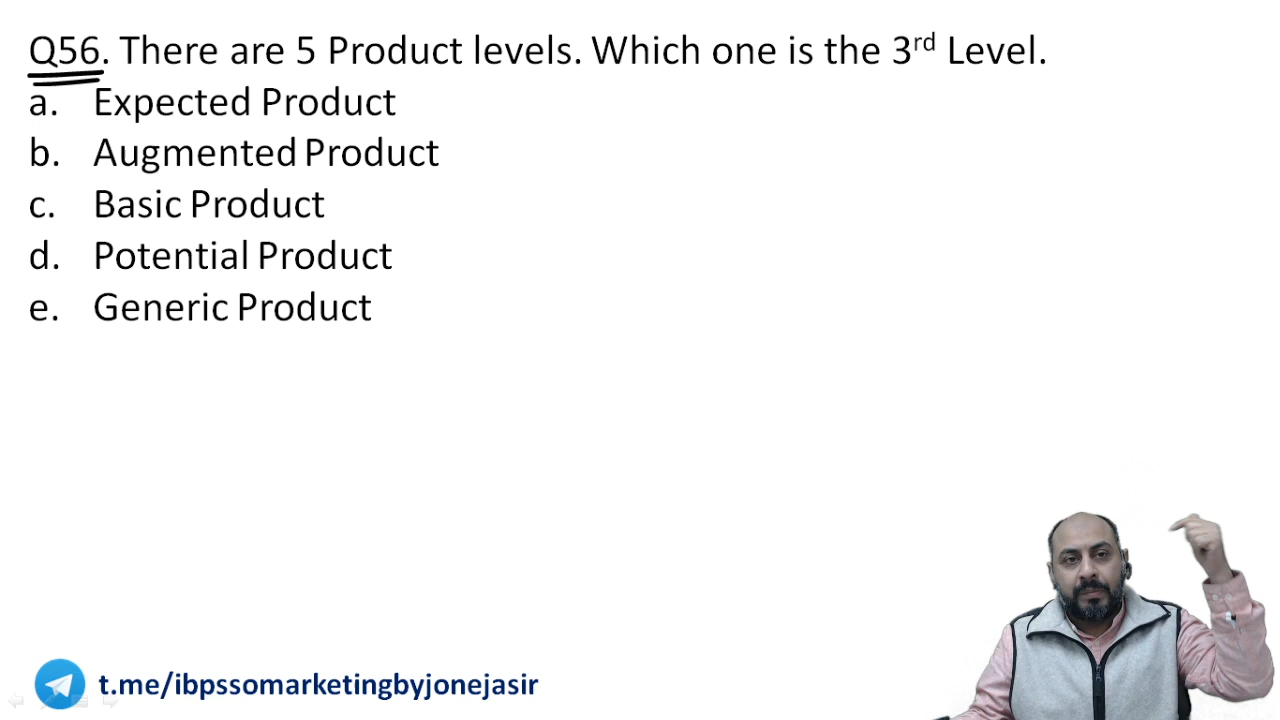 Q56. There are 5 Product levels. Which one is the 3rd Level.
a. Expected Product
b. Augmented Product
c. Basic Product
d. Potential Product
e. Generic Product
t.me/ibpssomarketingbyjonejasir